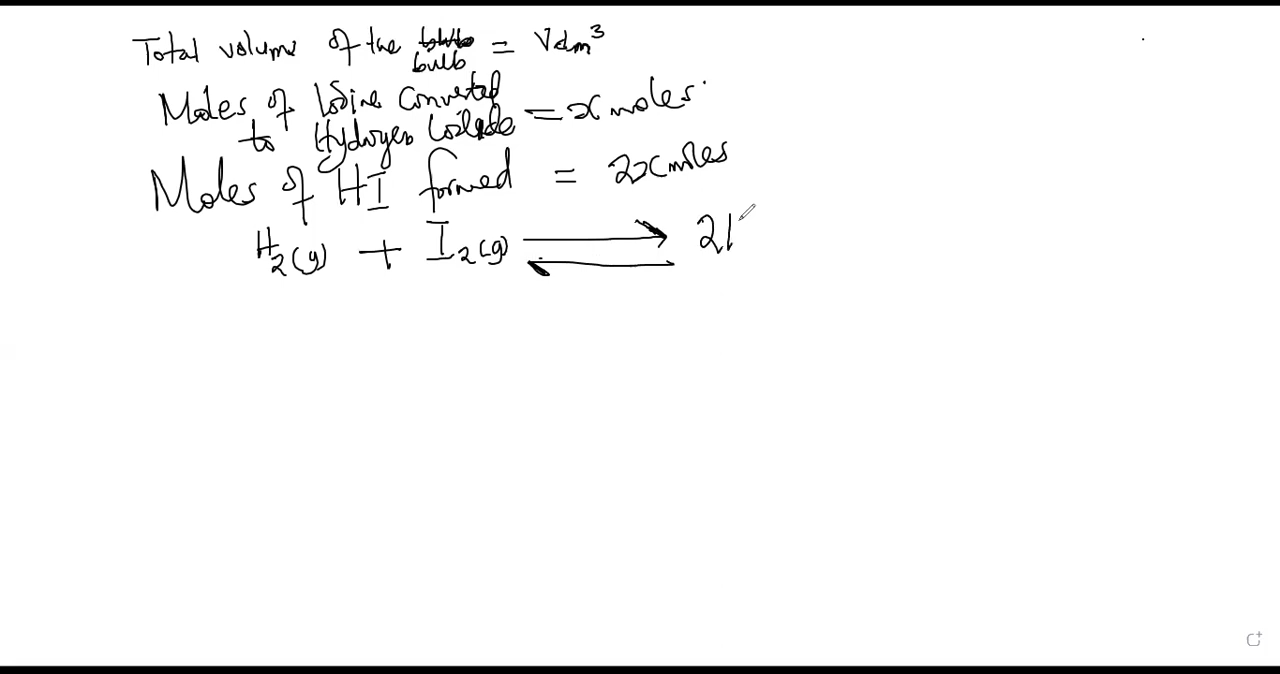 Total volume of the bulb = Vdm³
Moles of Iodine Converted to Hydrogen Iodide = x moles.
Moles of HI formed = 2x moles
H₂(g) + I₂(g) ⇌ 2I